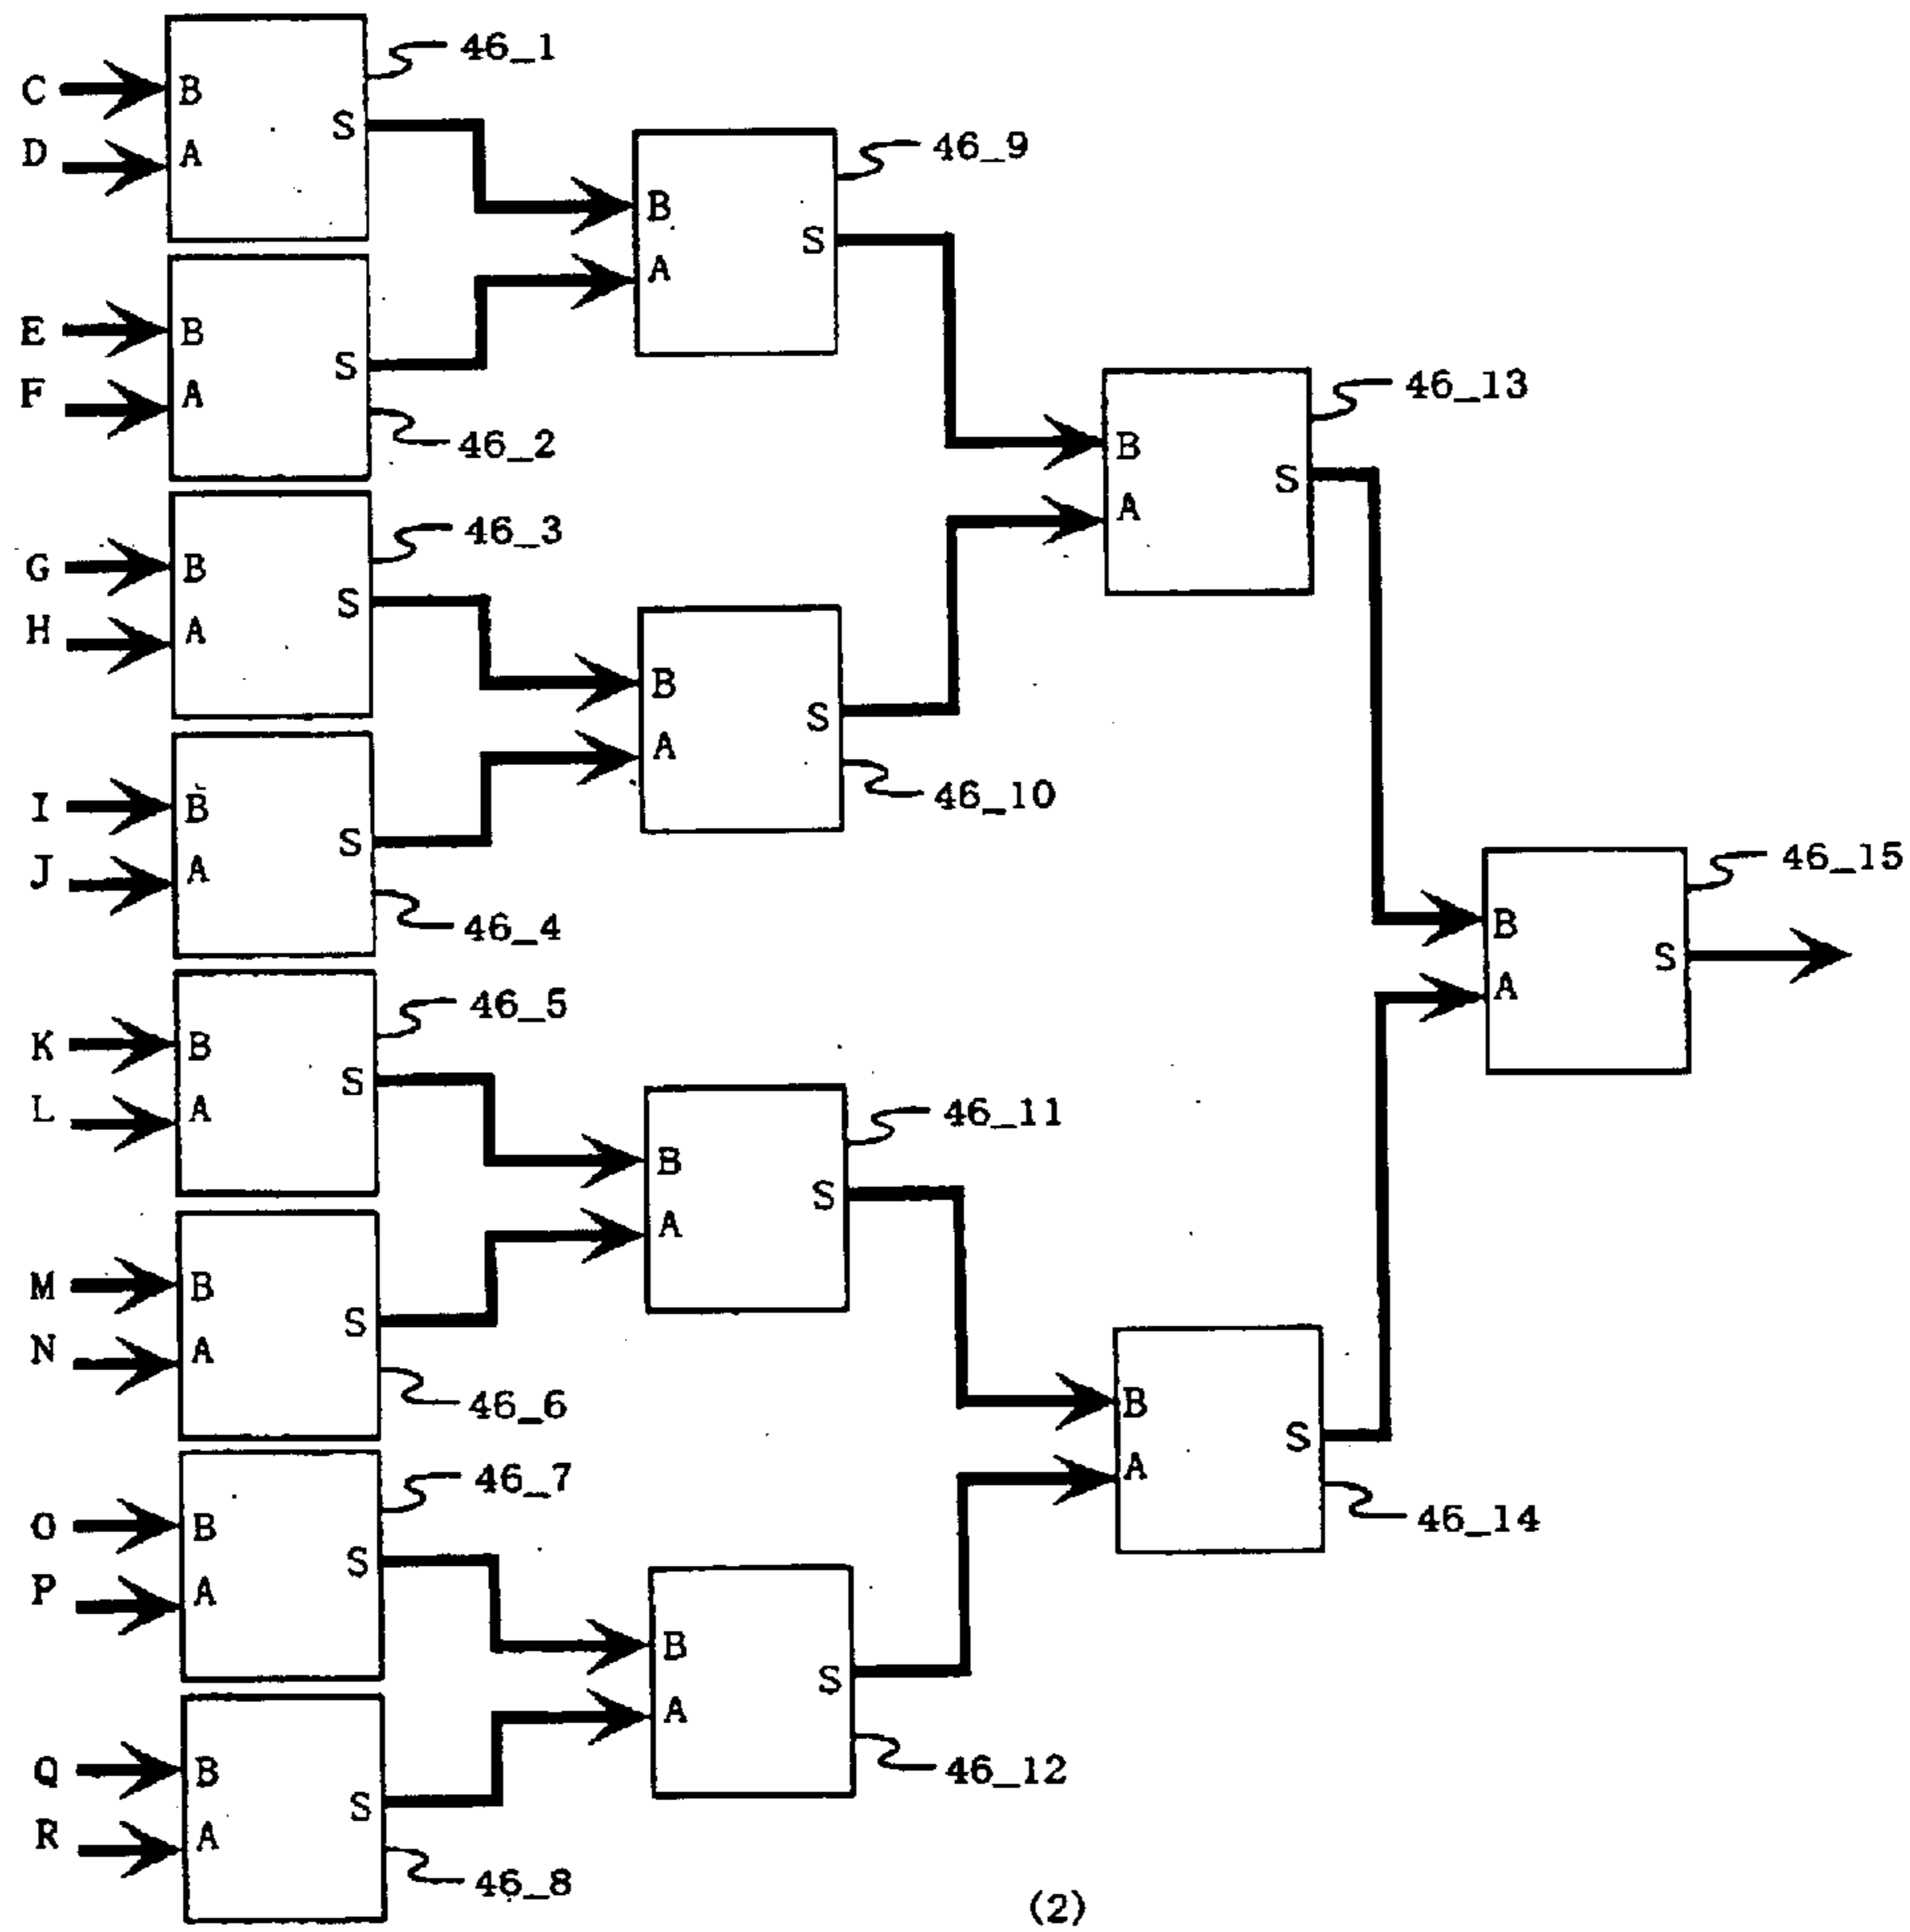 C B 46_1
D A S
46_9
B
S
A
E B
S
F A
46_2
46_13
B
S
A
46_3
G B
S
H A
B
S
A
46_10
I B
S
J A
46_4
46_15
B
S
A
46_5
K B
S
L A
46_11
B
S
A
M B
S
N A
46_6
B
S
A
46_14
46_7
O B
S
P A
B
S
A
46_12
Q B
S
R A
46_8
(2)